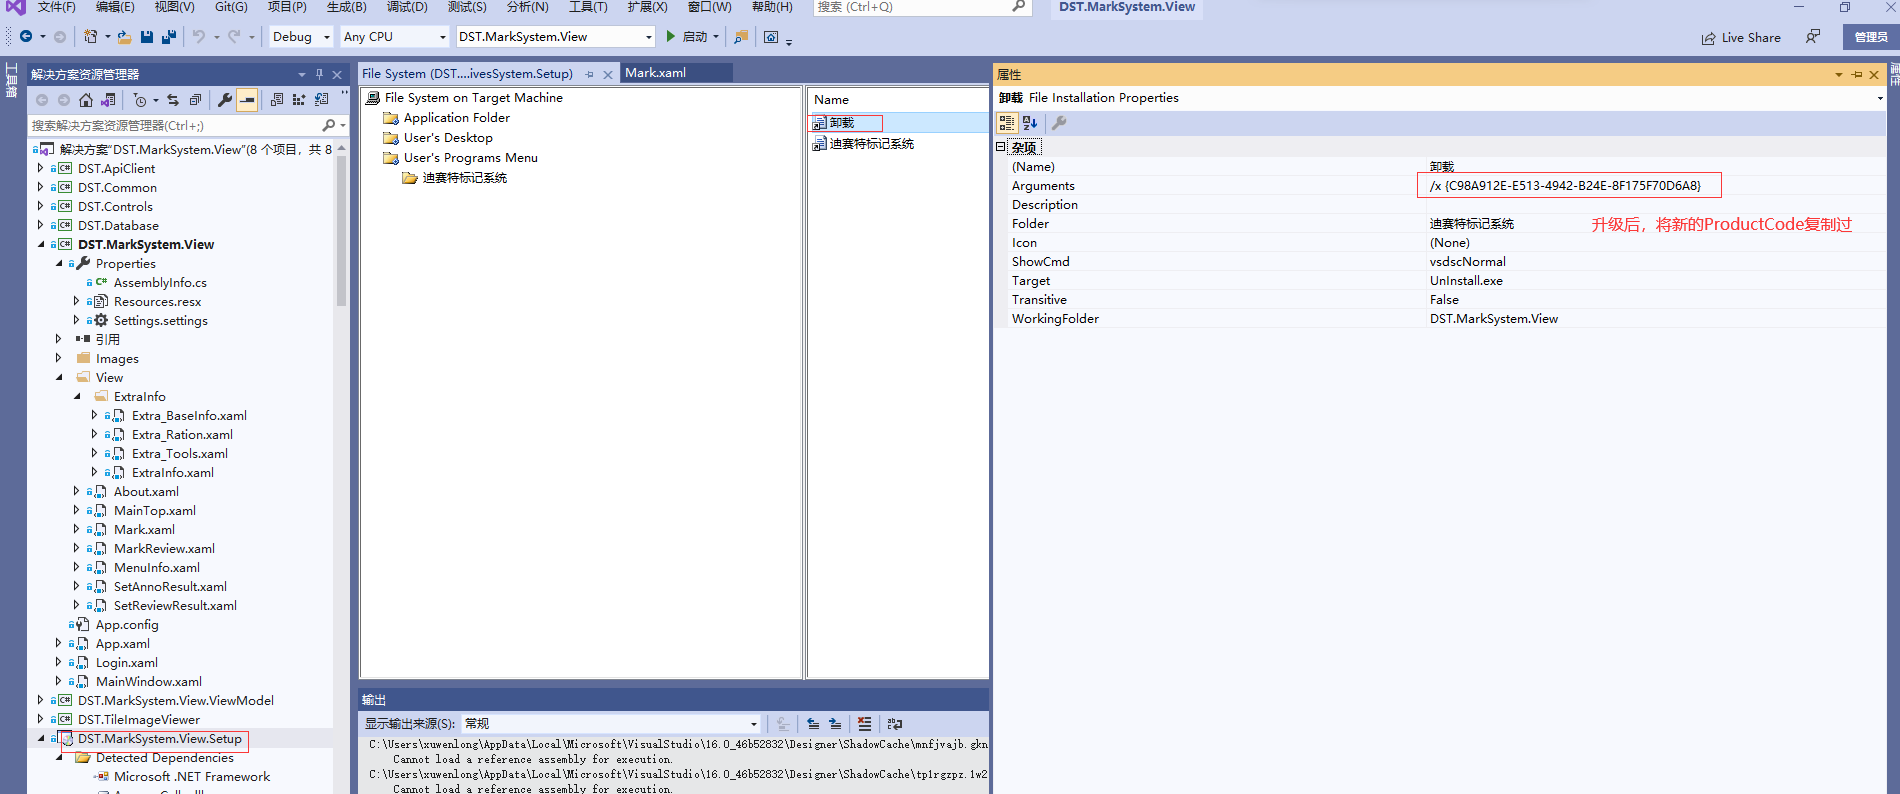 文件(F) 编辑(E) 视图(V) Git(G) 项目(P) 生成(B) 调试(D) 测试(S) 分析(N) 工具(T) 扩展(X) 窗口(W) 帮助(H) 搜索 (Ctrl+Q) DST.MarkSystem.View
Debug Any CPU DST.MarkSystem.View 启动 Live Share 管理员
工具箱
解决方案资源管理器
搜索解决方案资源管理器(Ctrl+;)
解决方案"DST.MarkSystem.View"(8 个项目，共 8
DST.ApiClient
DST.Common
DST.Controls
DST.Database
DST.MarkSystem.View
Properties
AssemblyInfo.cs
Resources.resx
Settings.settings
引用
Images
View
ExtraInfo
Extra_BaseInfo.xaml
Extra_Ration.xaml
Extra_Tools.xaml
ExtraInfo.xaml
About.xaml
MainTop.xaml
Mark.xaml
MarkReview.xaml
MenuInfo.xaml
SetAnnoResult.xaml
SetReviewResult.xaml
App.config
App.xaml
Login.xaml
MainWindow.xaml
DST.MarkSystem.View.ViewModel
DST.TileImageViewer
DST.MarkSystem.View.Setup
Detected Dependencies
Microsoft .NET Framework
File System (DST....ivesSystem.Setup) Mark.xaml
File System on Target Machine
Application Folder
User's Desktop
User's Programs Menu
迪赛特标记系统
Name
卸载
迪赛特标记系统
输出
显示输出来源(S): 常规
C:\Users\xuwenlong\AppData\Local\Microsoft\VisualStudio\16.0_46b52832\Designer\ShadowCache\mnfjvajb.gkn
Cannot load a reference assembly for execution.
C:\Users\xuwenlong\AppData\Local\Microsoft\VisualStudio\16.0_46b52832\Designer\ShadowCache\tp1rgzpz.1w2
Cannot load a reference assembly for execution.
属性
卸载 File Installation Properties
杂项
(Name) 卸载
Arguments /x {C98A912E-E513-4942-B24E-8F175F70D6A8}
Description
Folder 迪赛特标记系统 升级后，将新的ProductCode复制过
Icon (None)
ShowCmd vsdscNormal
Target UnInstall.exe
Transitive False
WorkingFolder DST.MarkSystem.View